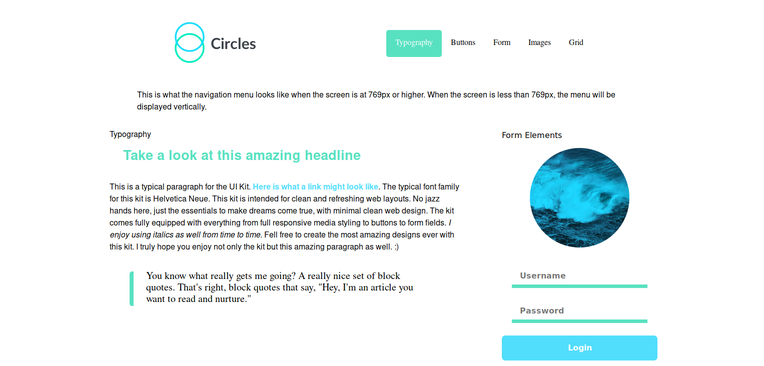 Circles
Typography Buttons Form Images Grid
This is what the navigation menu looks like when the screen is at 769px or higher. When the screen is less than 769px, the menu will
displayed vertically.
Typography
Take a look at this amazing headline
This is a typical paragraph for the UI Kit. Here is what a link might look like. The typical font family
for this kit is Helvetica Neue. This kit is intended for clean and refreshing web layouts. No jazz
hands here, just the essentials to make dreams come true, with minimal clean web design. The kit
comes fully equipped with everything from full responsive media styling to buttons to form fields. I
enjoy using italics as well from time to time. Fell free to create the most amazing designs ever with
this kit. I truly hope you enjoy not only the kit but this amazing paragraph as well. :)
You know what really gets me going? A really nice set of block
quotes. That's right, block quotes that say, "Hey, I'm an article you
want to read and nurture."
Form Elements
Username
Password
Login